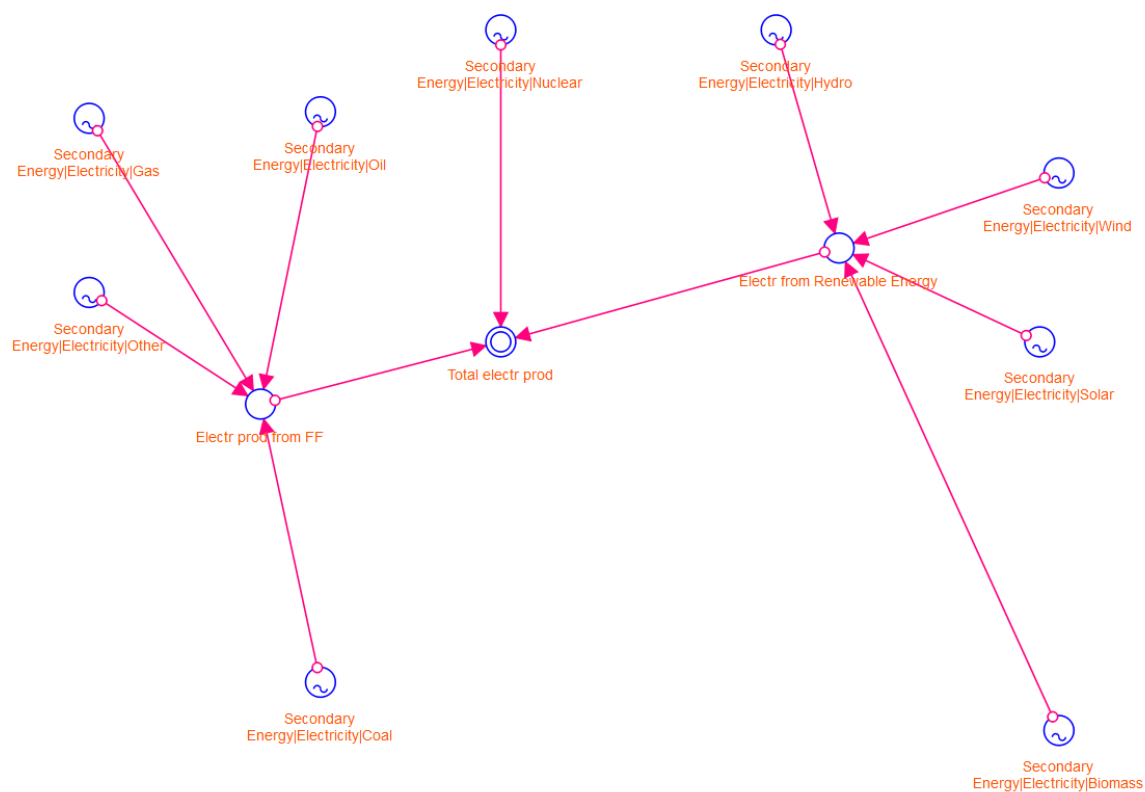 Secondary
Energy|Electricity|Nuclear
Secondary
Energy|Electricity|Hydro
Secondary
Energy|Electricity|Gas
Secondary
Energy|Electricity|Oil
Secondary
Energy|Electricity|Wind
Electr from Renewable Energy
Secondary
Energy|Electricity|Other
Total electr prod
Secondary
Energy|Electricity|Solar
Electr prod from FF
Secondary
Energy|Electricity|Coal
Secondary
Energy|Electricity|Biomass